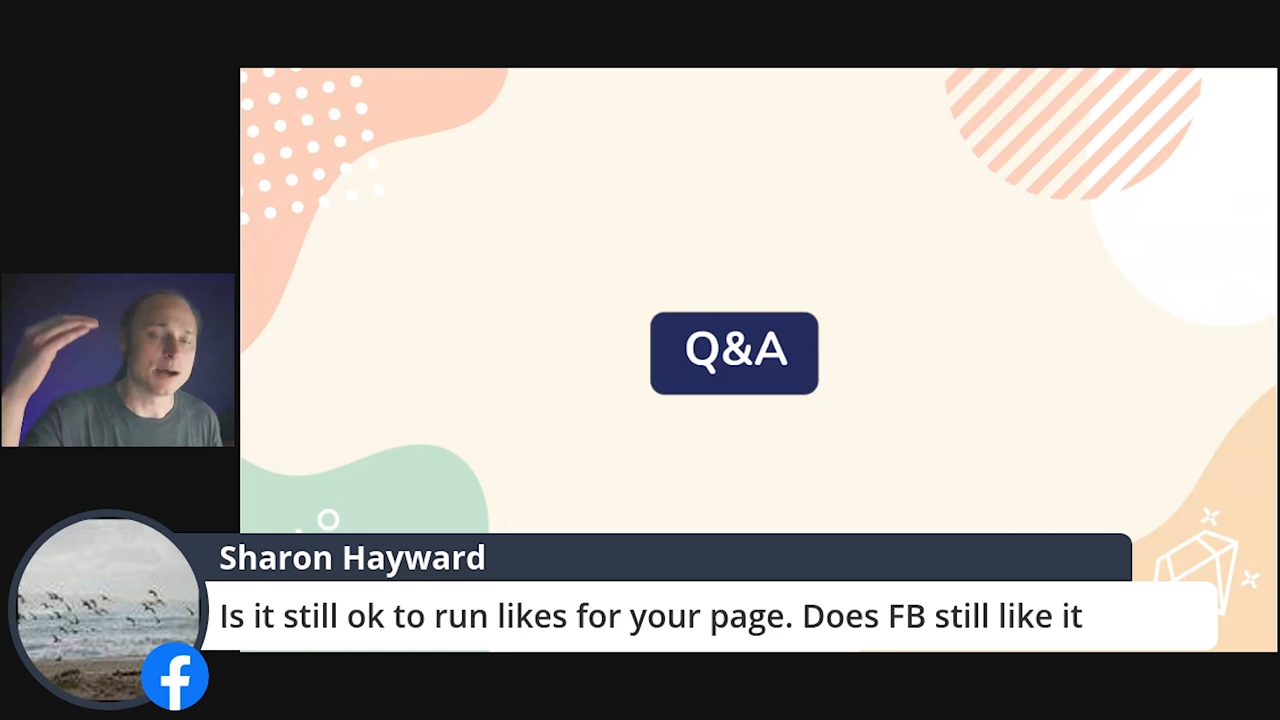 Q&A
Sharon Hayward
Is it still ok to run likes for your page. Does FB still like it